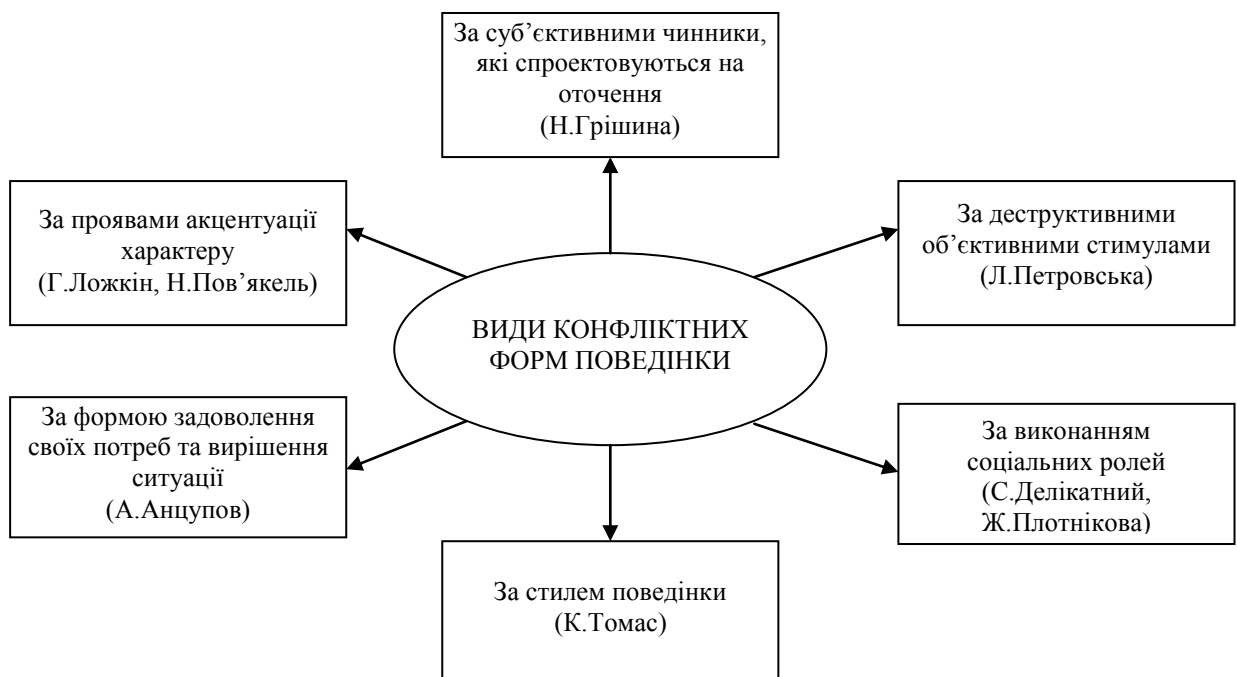 За суб’єктивними чинники,
які спроектовуються на
оточення
(Н.Грішина)
За проявами акцентуації
характеру
(Г.Ложкін, Н.Пов’якель)
За деструктивними
об’єктивними стимулами
(Л.Петровська)
ВИДИ КОНФЛІКТНИХ
ФОРМ ПОВЕДІНКИ
За формою задоволення
своїх потреб та вирішення
ситуації
(А.Анцупов)
За виконанням
соціальних ролей
(С.Делікатний,
Ж.Плотнікова)
За стилем поведінки
(К.Томас)